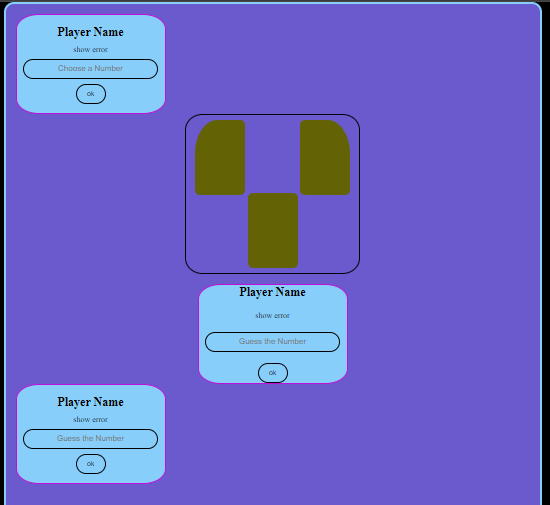 Player Name
show error
Choose a Number
ok
Player Name
show error
Guess the Number
ok
Player Name
show error
Guess the Number
ok